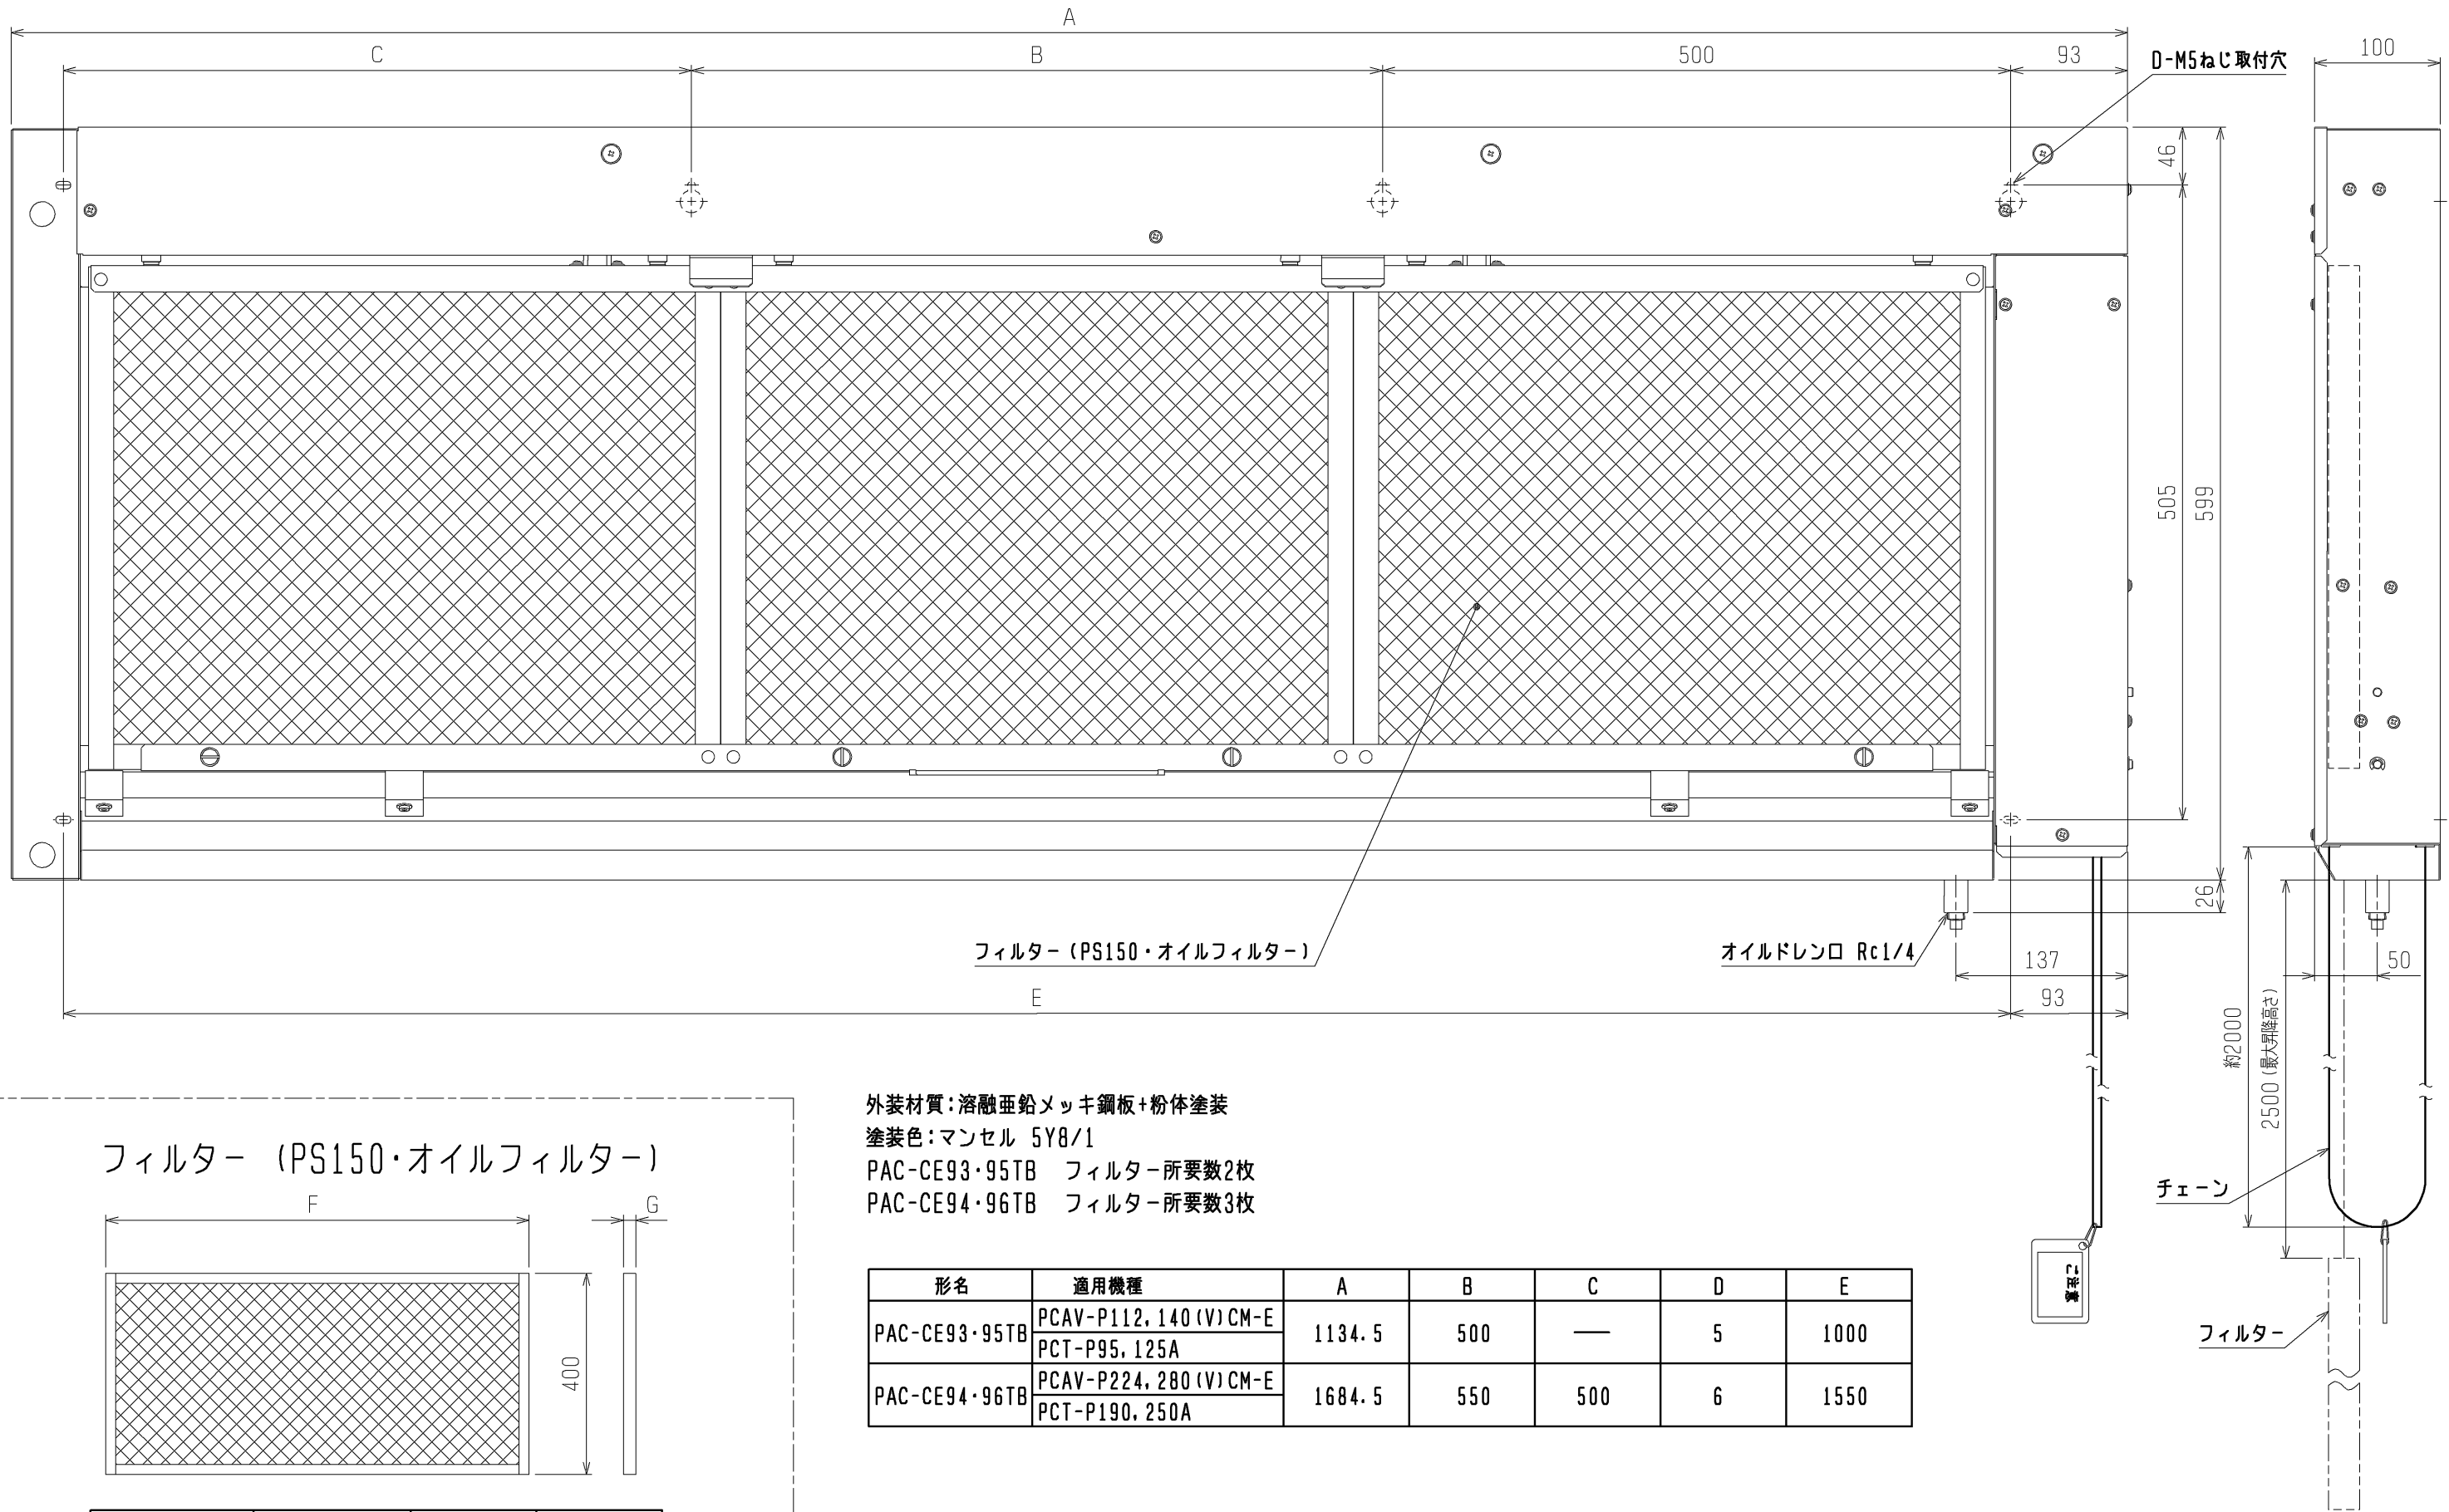 A
C
B
500
93
D-M5ねじ取付穴
100
46
505
599
26
フィルター (PS150・オイルフィルター)
オイルドレン口 Rc1/4
137
50
E
93
約2000
2500 (最大昇降高さ)
外装材質:溶融亜鉛メッキ鋼板+粉体塗装
塗装色:マンセル 5Y8/1
PAC-CE93・95TB フィルター所要数2枚
PAC-CE94・96TB フィルター所要数3枚
フィルター (PS150・オイルフィルター)
F
G
400
チェーン
ご注意
フィルター
形名 適用機種 A B C D E
PAC-CE93・95TB PCAV-P112,140(V)CM-E 1134.5 500 — 5 1000
PCT-P95,125A
PAC-CE94・96TB PCAV-P224,280(V)CM-E 1684.5 550 500 6 1550
PCT-P190,250A